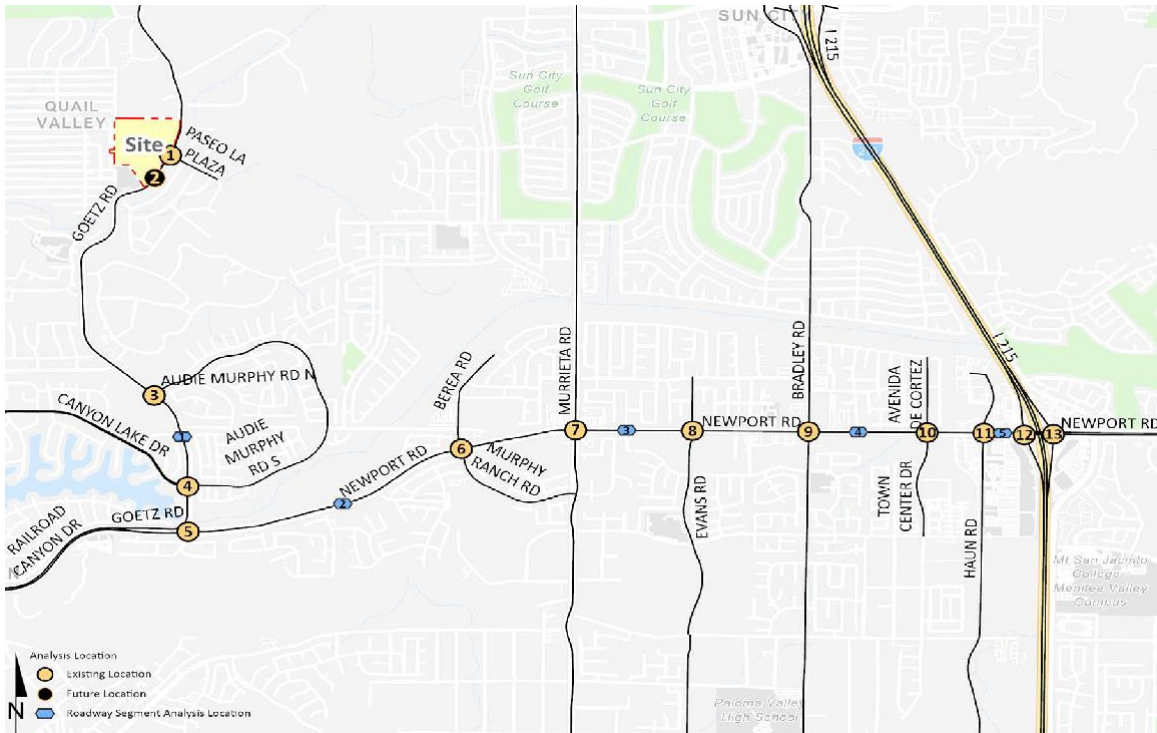 SUN CITY
I 215
QUAIL
VALLEY
Sun City
Golf
Course
Sun City
Golf
Course
Site
1
PASEO LA
PLAZA
2
GOETZ RD
MURRIETA RD
BRADLEY RD
I 215
3
AUDIE MURPHY RD N
BEREA RD
AVENIDA
DE CORTEZ
CANYON LAKE DR
1
AUDIE
MURPHY
RD S
4
NEWPORT RD
2
6
MURPHY
RANCH RD
7
3
8
NEWPORT RD
9
4
10
11
5
12
13
NEWPORT RD
GOETZ RD
5
RAILROAD
CANYON DR
EVANS RD
TOWN
CENTER DR
HAUN RD
Mt San Jacinto
College
Menifee Valley
Campus
Paloma Valley
High School
Analysis Location
Existing Location
Future Location
Roadway Segment Analysis Location
N